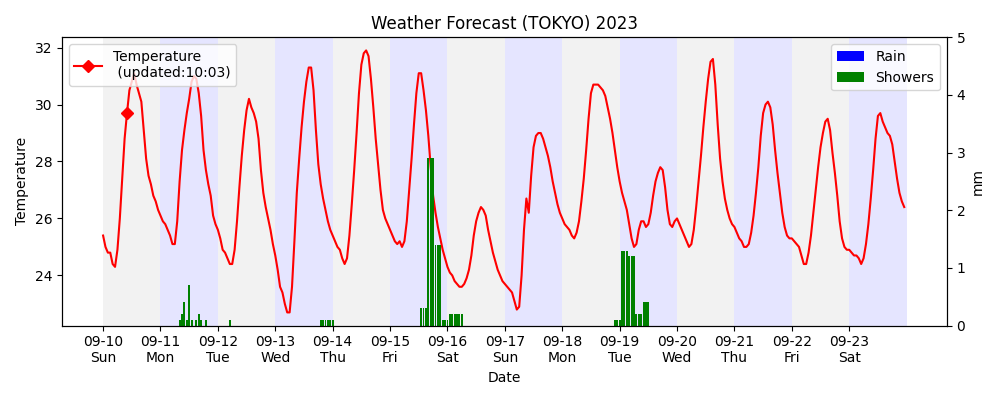 Weather Forecast (TOKYO) 2023
Temperature
(updated:10:03)
Rain
Showers
Temperature
32
30
28
26
24
5
4
3
2
1
0
mm
09-10 09-11 09-12 09-13 09-14 09-15 09-16 09-17 09-18 09-19 09-20 09-21 09-22 09-23
Sun Mon Tue Wed Thu Fri Sat Sun Mon Tue Wed Thu Fri Sat
Date